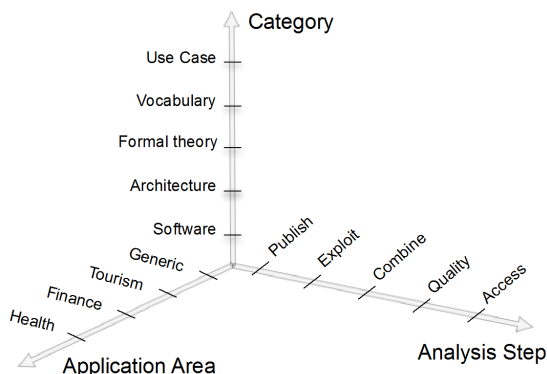 Category
Use Case
Vocabulary
Formal theory
Architecture
Software
Generic
Tourism
Finance
Health
Application Area
Publish
Exploit
Combine
Quality
Access
Analysis Step